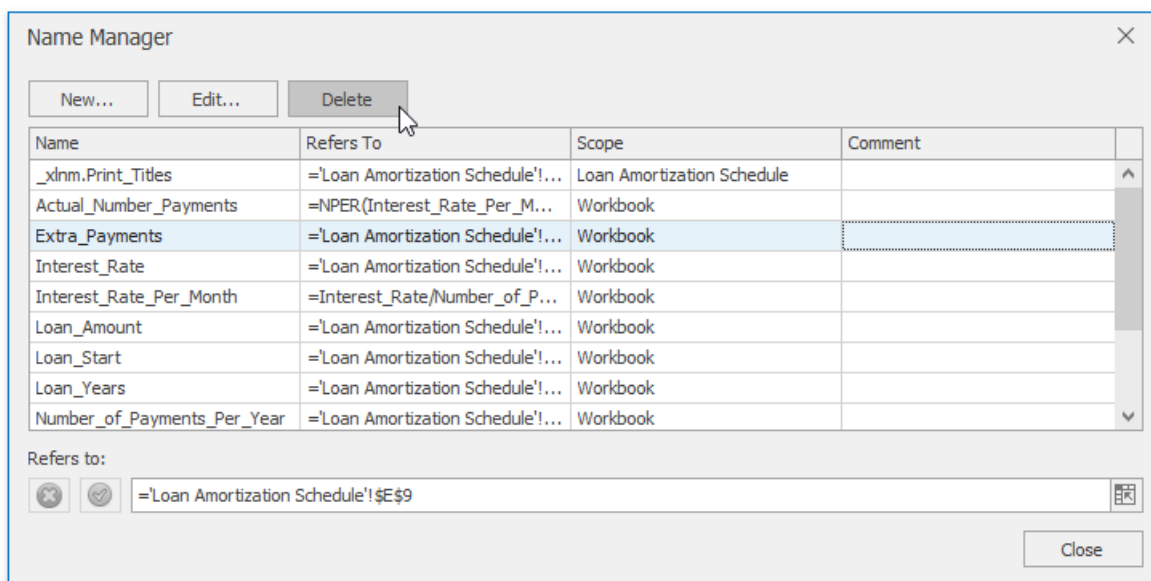 Name Manager
New... Edit... Delete
Name Refers To Scope Comment
_xlnm.Print_Titles ='Loan Amortization Schedule'!... Loan Amortization Schedule
Actual_Number_Payments =NPER(Interest_Rate_Per_M... Workbook
Extra_Payments ='Loan Amortization Schedule'!... Workbook
Interest_Rate ='Loan Amortization Schedule'!... Workbook
Interest_Rate_Per_Month =Interest_Rate/Number_of_P... Workbook
Loan_Amount ='Loan Amortization Schedule'!... Workbook
Loan_Start ='Loan Amortization Schedule'!... Workbook
Loan_Years ='Loan Amortization Schedule'!... Workbook
Number_of_Payments_Per_Year ='Loan Amortization Schedule'!... Workbook
Refers to:
='Loan Amortization Schedule'!$E$9
Close